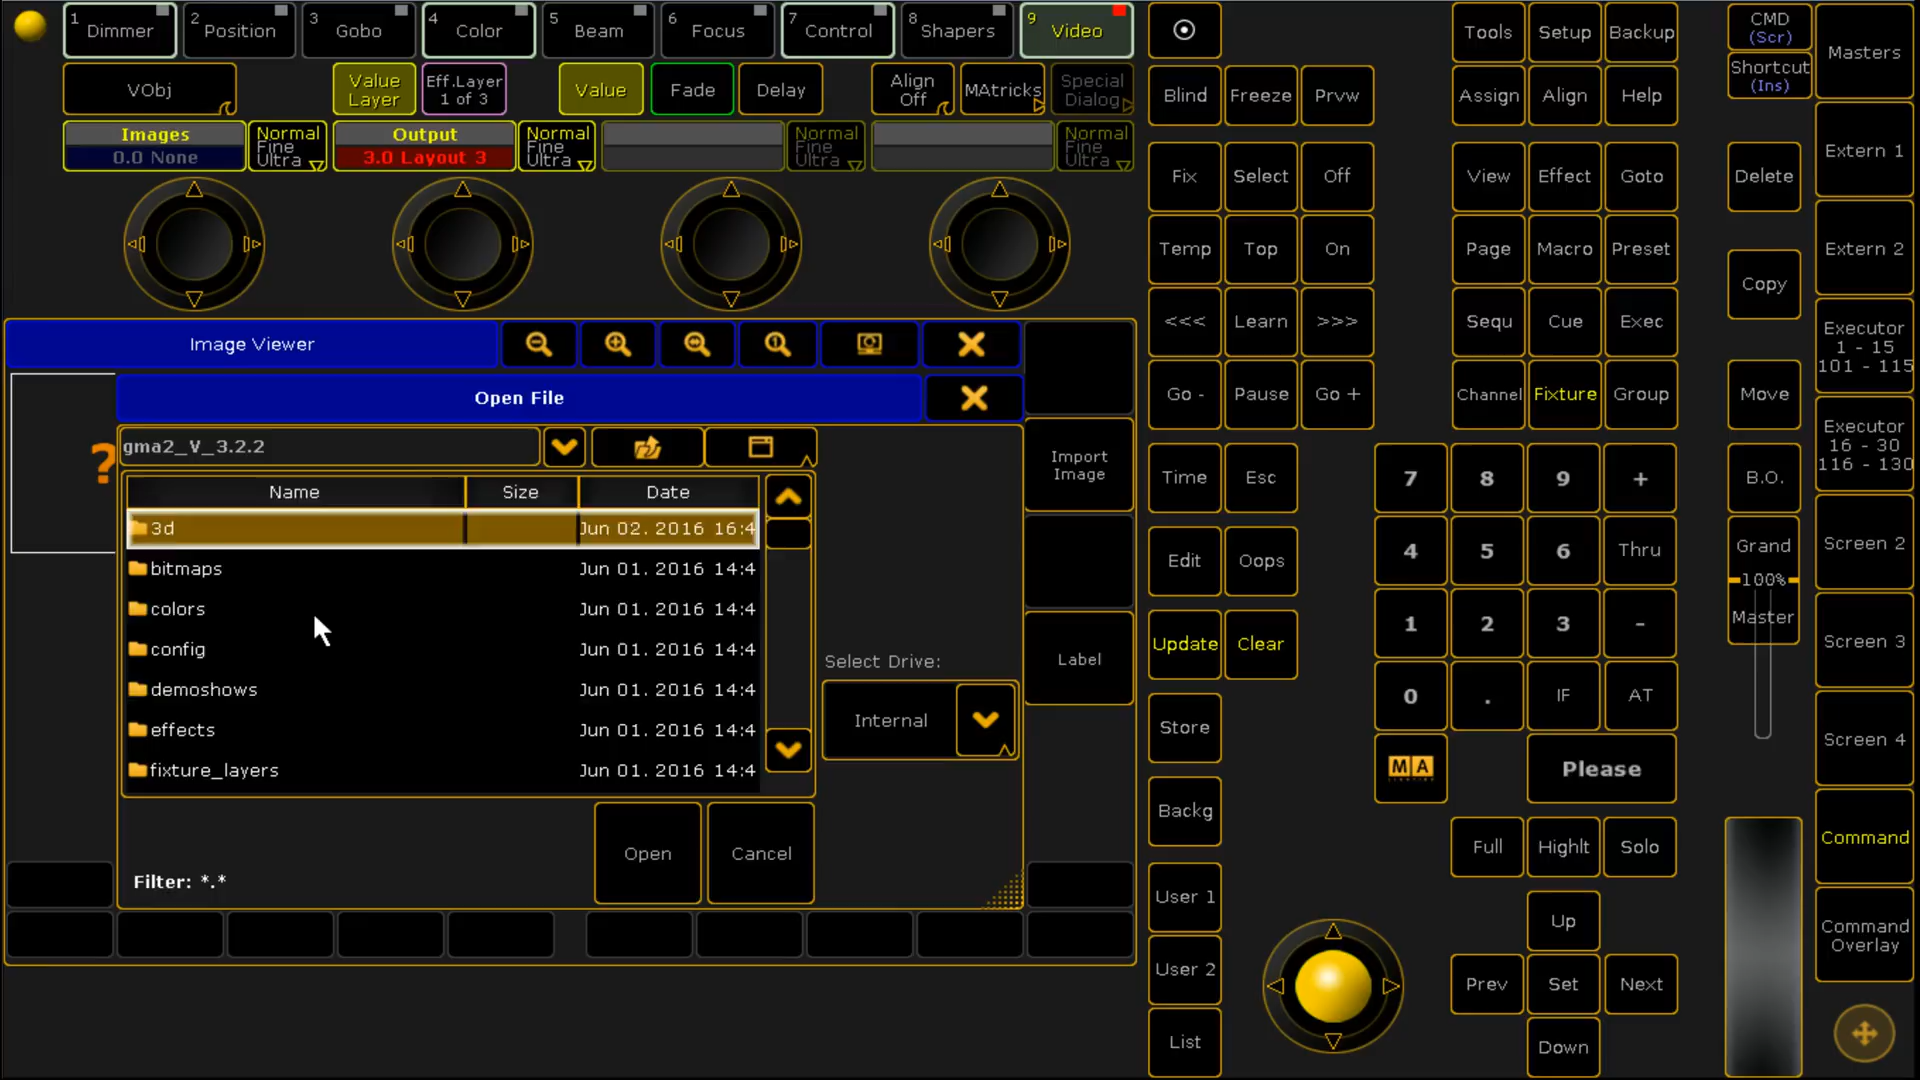 1 Dimmer
2 Position
3 Gobo
4 Color
5 Beam
6 Focus
7 Control
8 Shapers
9 Video
VObj
Value
Layer
Eff.Layer
1 of 3
Value
Fade
Delay
Align
Off
MAtricks
Special
Dialog
Images
0.0 None
Normal
Fine
Ultra
Output
3.0 Layout 3
Normal
Fine
Ultra
Normal
Fine
Ultra
Normal
Fine
Ultra
Image Viewer
Open File
gma2_V_3.2.2
Name Size Date
3d Jun 02. 2016 16:4
bitmaps Jun 01. 2016 14:4
colors Jun 01. 2016 14:4
config Jun 01. 2016 14:4
demoshows Jun 01. 2016 14:4
effects Jun 01. 2016 14:4
fixture_layers Jun 01. 2016 14:4
Select Drive:
Internal
Open
Cancel
Filter: *.*
?
Import
Image
Label
Blind Freeze Prvw
Fix Select Off
Temp Top On
<<< Learn >>>
Go - Pause Go +
Time Esc
Edit Oops
Update Clear
Store
Backg
User 1
User 2
List
Tools Setup Backup
Assign Align Help
View Effect Goto
Page Macro Preset
Sequ Cue Exec
Channel Fixture Group
7 8 9 +
4 5 6 Thru
1 2 3 -
0 . IF AT
MA
Please
Full Highlt Solo
Up
Prev Set Next
Down
CMD
(Scr)
Shortcut
(Ins)
Delete
Copy
Move
B.O.
Grand
100%
Master
Masters
Extern 1
Extern 2
Executor
1 - 15
101 - 115
Executor
16 - 30
116 - 130
Screen 2
Screen 3
Screen 4
Command
Command
Overlay